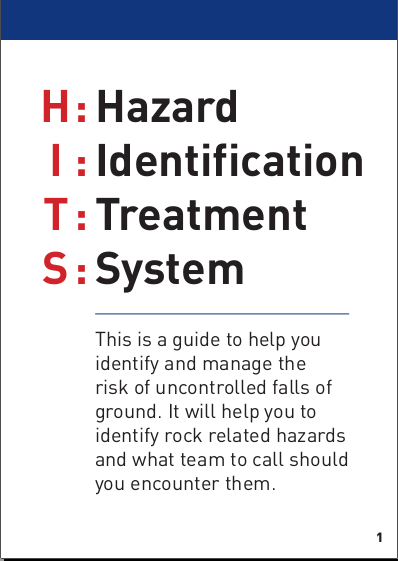 H: Hazard
I: Identification
T: Treatment
S: System
This is a guide to help you
identify and manage the
risk of uncontrolled falls of
ground. It will help you to
identify rock related hazards
and what team to call should
you encounter them.
1